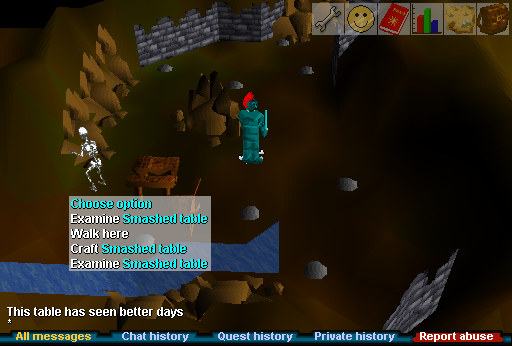 Choose option
Examine Smashed table
Walk here
Craft Smashed table
Examine Smashed table
This table has seen better days
*
All messages Chat history Quest history Private history Report abuse